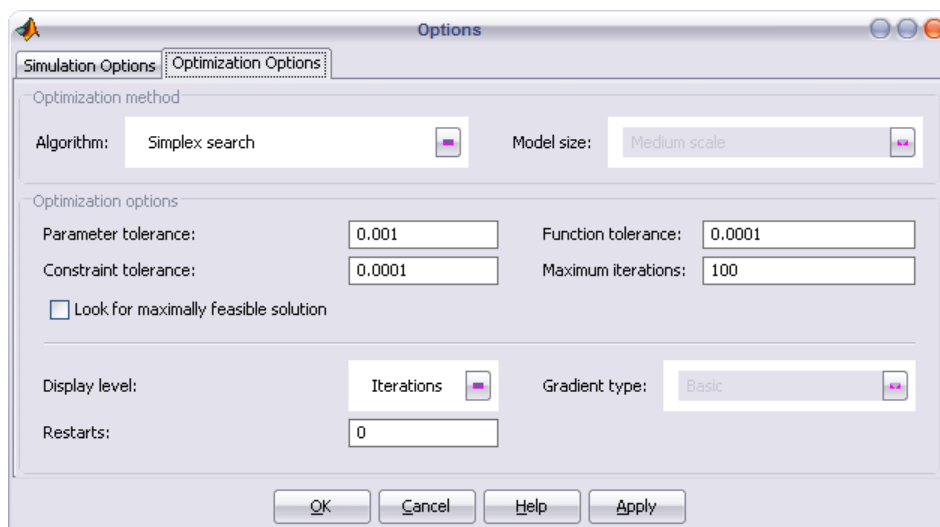 Options
Simulation Options Optimization Options
Optimization method
Algorithm: Simplex search Model size: Medium scale
Optimization options
Parameter tolerance: 0.001 Function tolerance: 0.0001
Constraint tolerance: 0.0001 Maximum iterations: 100
Look for maximally feasible solution
Display level: Iterations Gradient type: Basic
Restarts: 0
OK Cancel Help Apply